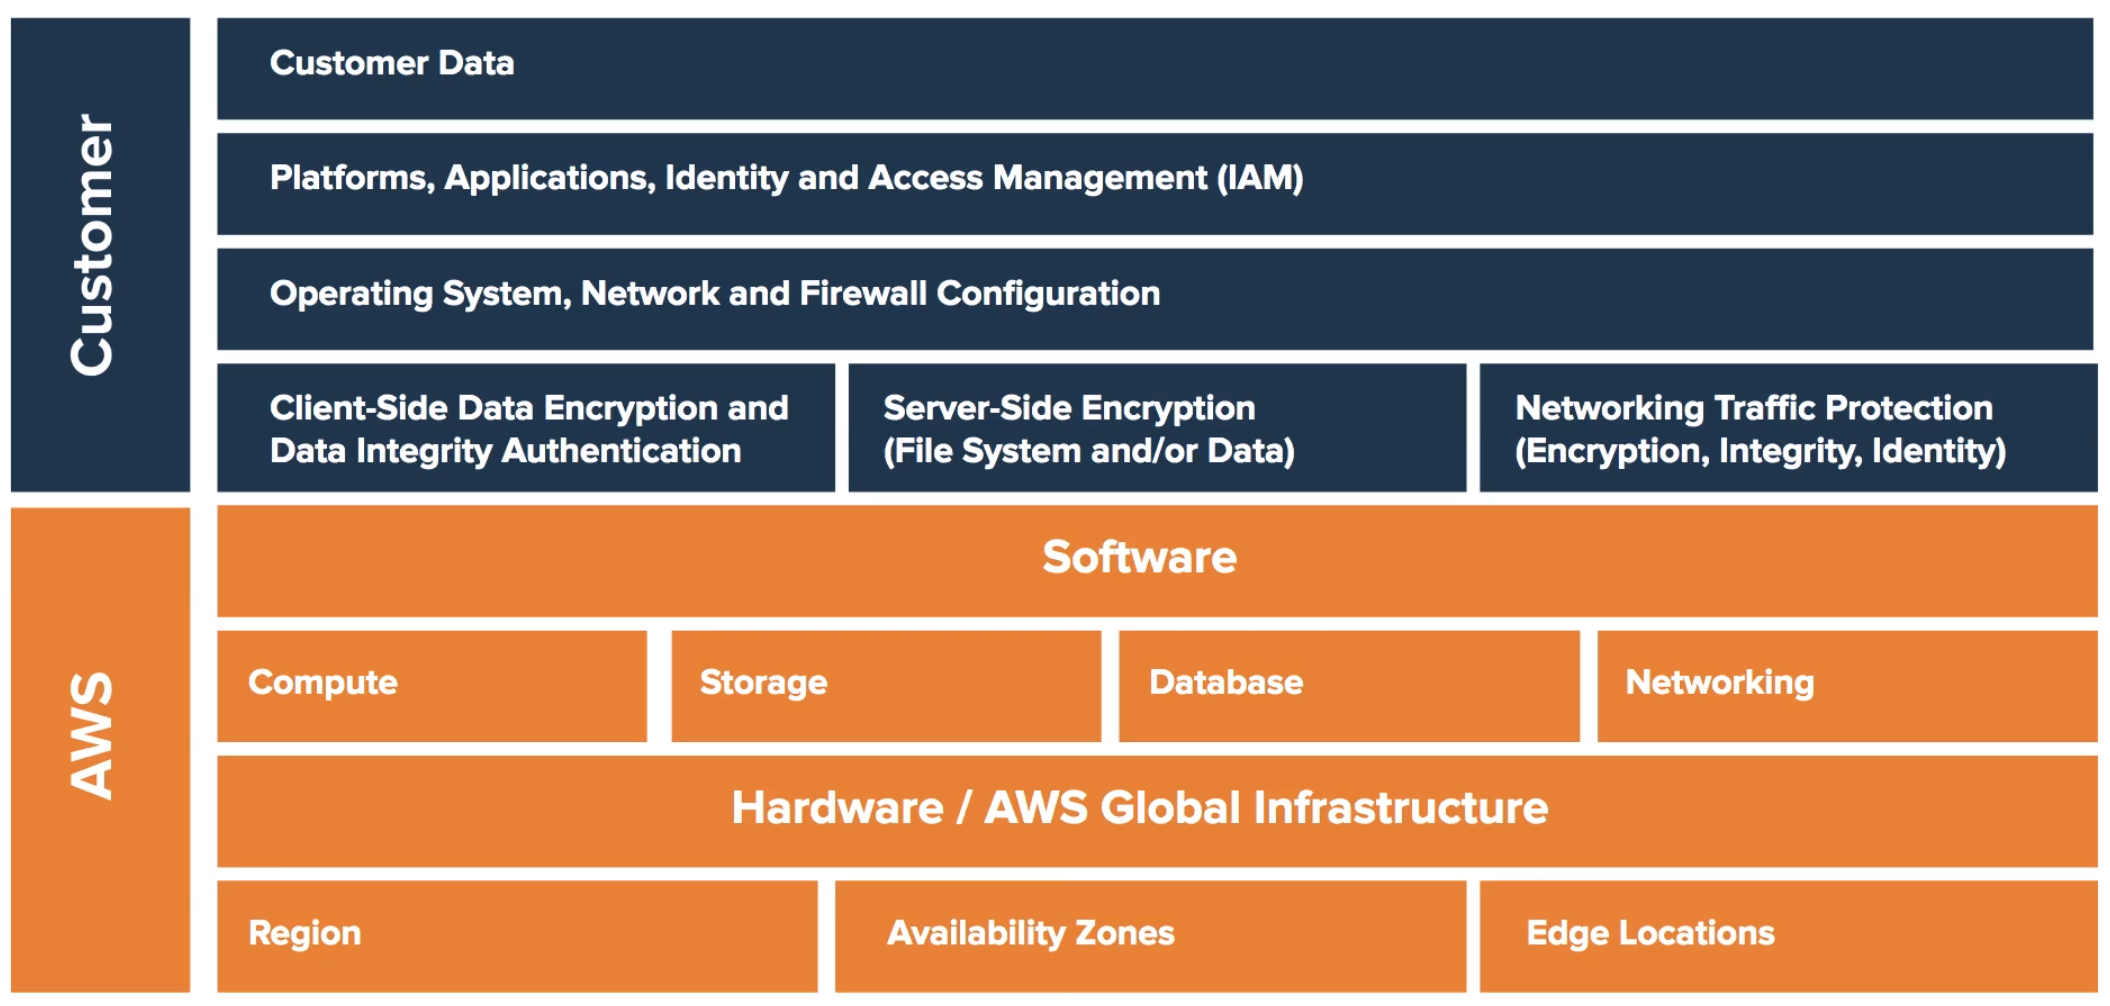 Customer
Customer Data
Platforms, Applications, Identity and Access Management (IAM)
Operating System, Network and Firewall Configuration
Client-Side Data Encryption and
Data Integrity Authentication
Server-Side Encryption
(File System and/or Data)
Networking Traffic Protection
(Encryption, Integrity, Identity)
AWS
Software
Compute
Storage
Database
Networking
Hardware / AWS Global Infrastructure
Region
Availability Zones
Edge Locations